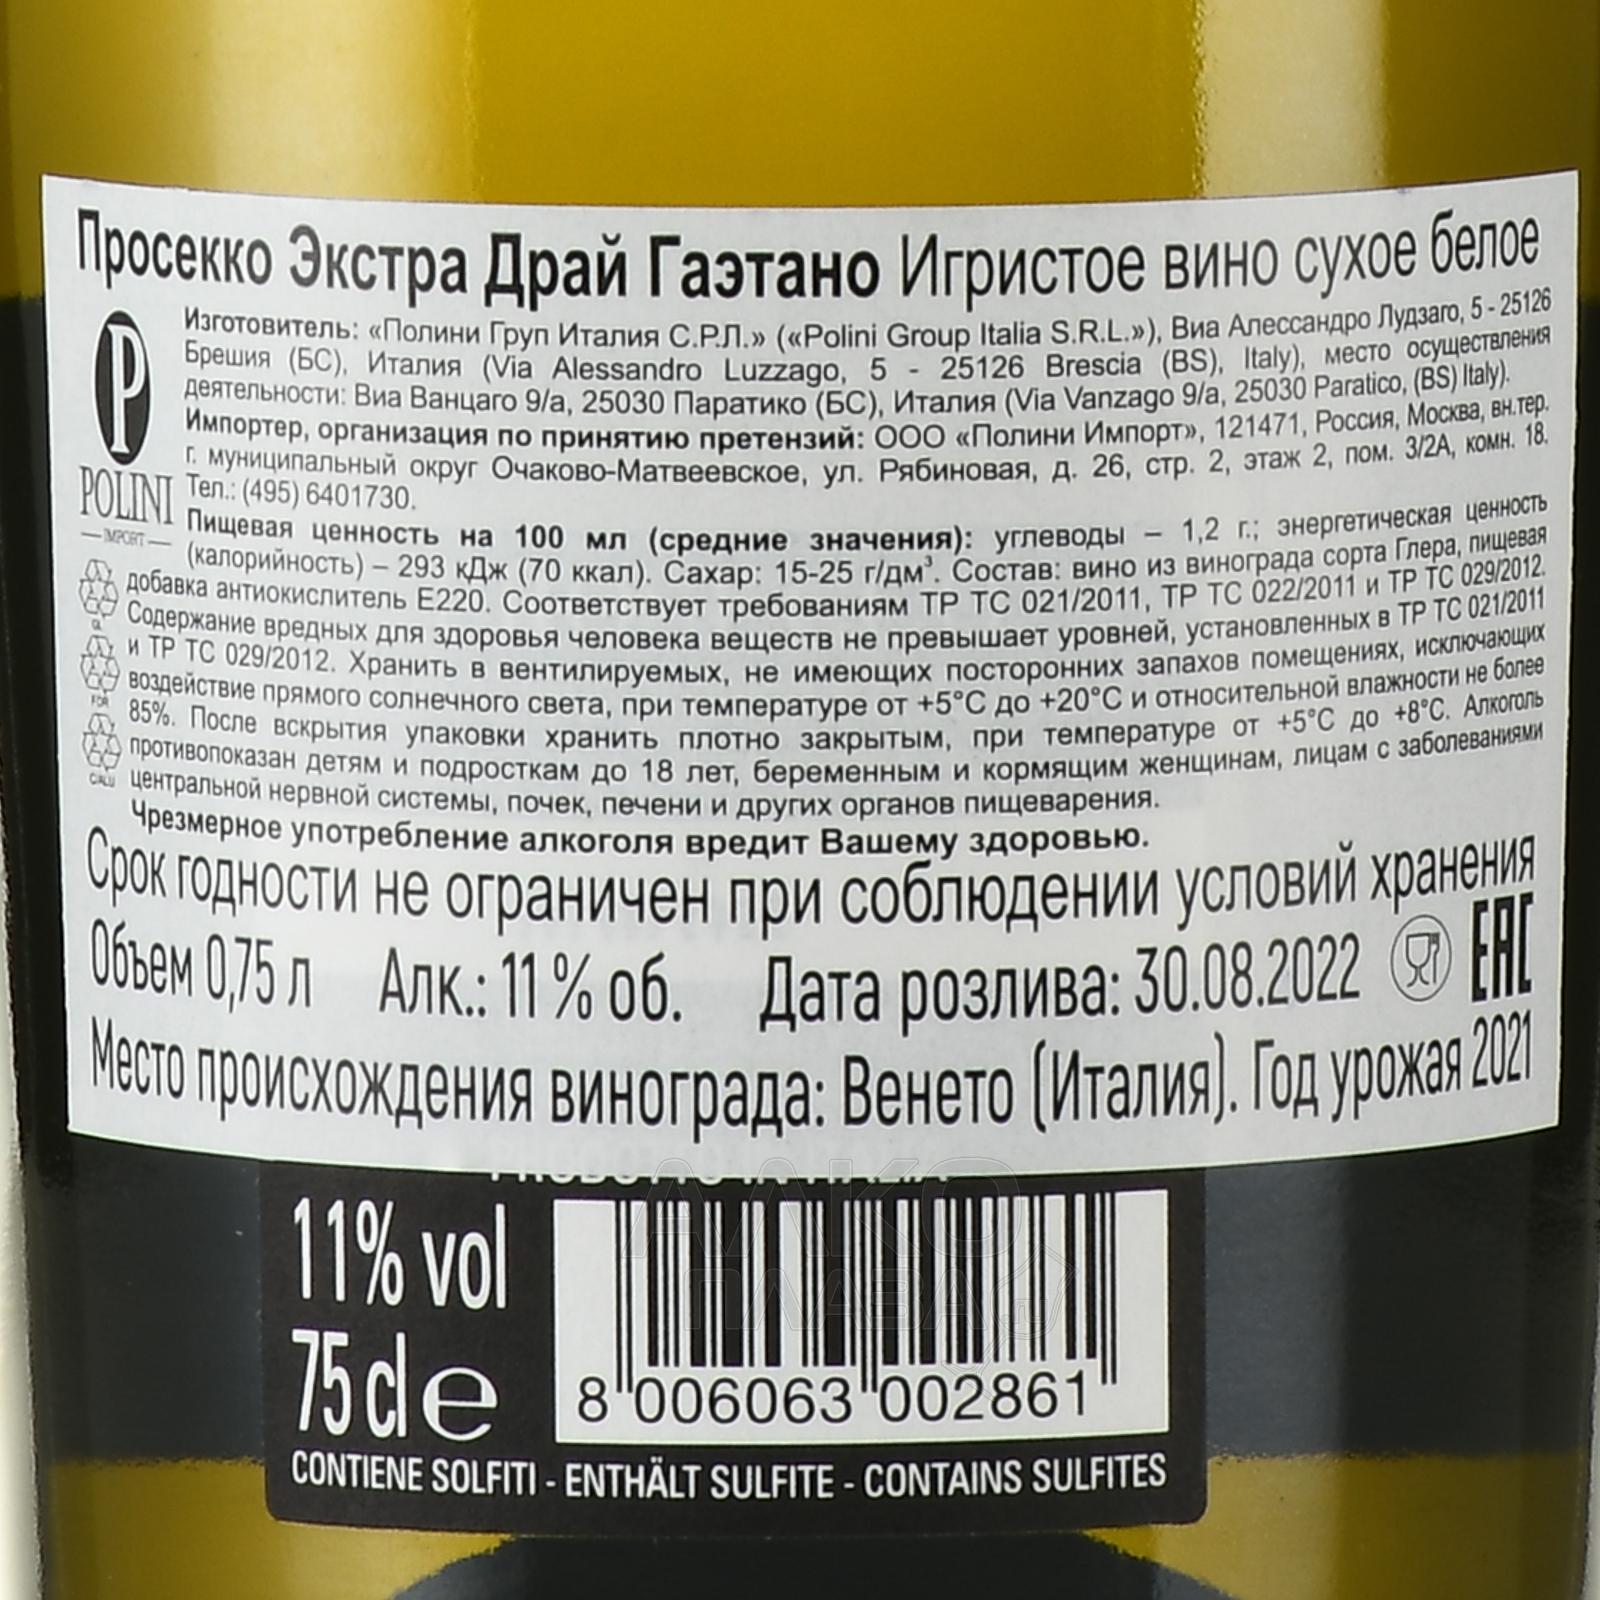 Просекко Экстра Драй Гаэтано Игристое вино сухое белое
Изготовитель: «Полини Груп Италия С.Р.Л.» («Polini Group Italia S.R.L.»), Виа Алессандро Лудзаго, 5 - 25126
Брешия (БС), Италия (Via Alessandro Luzzago, 5 - 25126 Brescia (BS), Italy), место осуществления
деятельности: Виа Ванцаго 9/а, 25030 Паратико (БС), Италия (Via Vanzago 9/a, 25030 Paratico, (BS) Italy).
Импортер, организация по принятию претензий: ООО «Полини Импорт», 121471, Россия, Москва, вн.тер.
г. муниципальный округ Очаково-Матвеевское, ул. Рябиновая, д. 26, стр. 2, этаж 2, пом. 3/2А, комн. 18.
Тел.: (495) 6401730.
P
POLINI
IMPORT
Пищевая ценность на 100 мл (средние значения): углеводы – 1,2 г.; энергетическая ценность
(калорийность) – 293 кДж (70 ккал). Сахар: 15-25 г/дм³. Состав: вино из винограда сорта Глера, пищевая
добавка антиокислитель Е220. Соответствует требованиям ТР ТС 021/2011, ТР ТС 022/2011 и ТР ТС 029/2012.
Содержание вредных для здоровья человека веществ не превышает уровней, установленных в ТР ТС 021/2011
и ТР ТС 029/2012. Хранить в вентилируемых, не имеющих посторонних запахов помещениях, исключающих
воздействие прямого солнечного света, при температуре от +5°С до +20°С и относительной влажности не более
85%. После вскрытия упаковки хранить плотно закрытым, при температуре от +5°С до +8°С. Алкоголь
противопоказан детям и подросткам до 18 лет, беременным и кормящим женщинам, лицам с заболеваниями
центральной нервной системы, почек, печени и других органов пищеварения.
GL
FOR
C/ALU
Чрезмерное употребление алкоголя вредит Вашему здоровью.
Срок годности не ограничен при соблюдении условий хранения
Объем 0,75 л Алк.: 11 % об. Дата розлива: 30.08.2022 EAC
Место происхождения винограда: Венето (Италия). Год урожая 2021
11% vol
75 cl e
8 006063 002861
CONTIENE SOLFITI - ENTHÄLT SULFITE - CONTAINS SULFITES
АЛКО
ПЛАЗА.ru